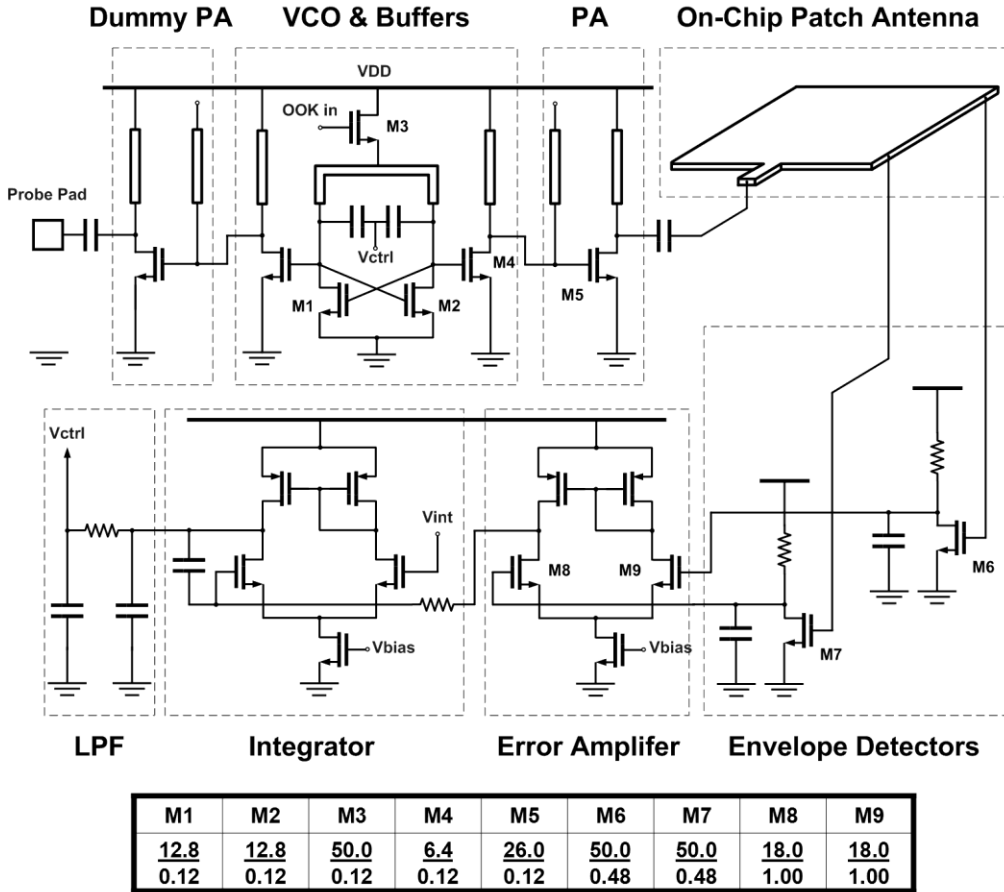 Dummy PA VCO & Buffers PA On-Chip Patch Antenna
VDD
OOK in
M3
Probe Pad
Vctrl
M4
M1 M2 M5
Vctrl
Vint
M8 M9
M6
M7
Vbias Vbias
LPF Integrator Error Amplifer Envelope Detectors
M1 M2 M3 M4 M5 M6 M7 M8 M9
12.8 12.8 50.0 6.4 26.0 50.0 50.0 18.0 18.0
0.12 0.12 0.12 0.12 0.12 0.48 0.48 1.00 1.00